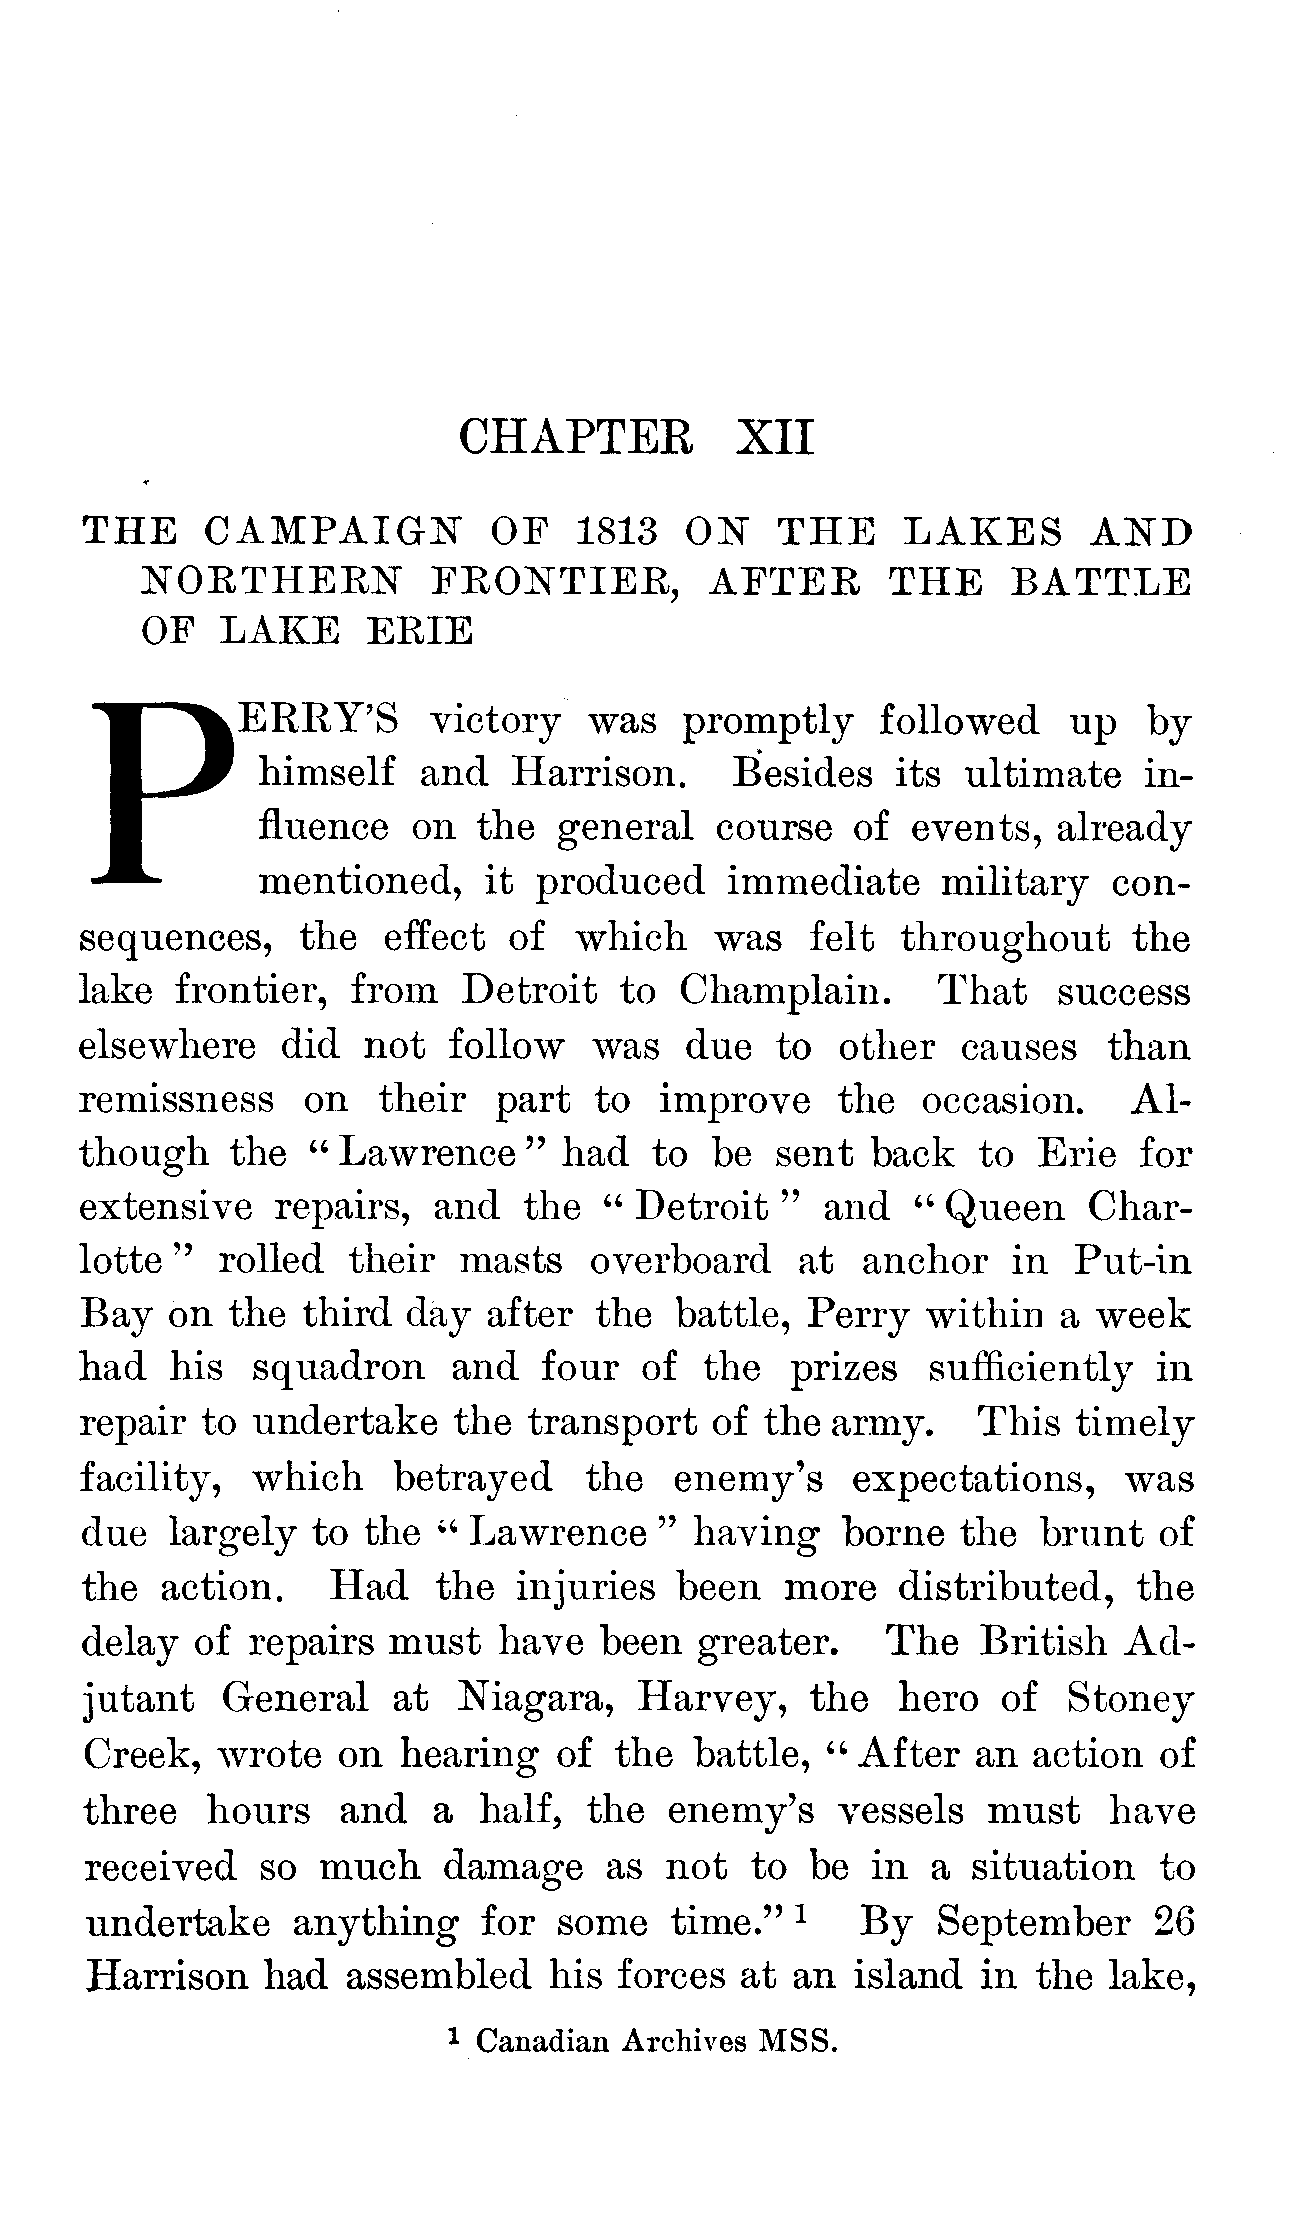 CHAPTER XII
THE CAMPAIGN OF 1813 ON THE LAKES AND
NORTHERN FRONTIER, AFTER THE BATTLE
OF LAKE ERIE
PERRY'S victory was promptly followed up by
himself and Harrison. Besides its ultimate in-
fluence on the general course of events, already
mentioned, it produced immediate military con-
sequences, the effect of which was felt throughout the
lake frontier, from Detroit to Champlain. That success
elsewhere did not follow was due to other causes than
remissness on their part to improve the occasion. Al-
though the "Lawrence" had to be sent back to Erie for
extensive repairs, and the "Detroit" and "Queen Char-
lotte" rolled their masts overboard at anchor in Put-in
Bay on the third day after the battle, Perry within a week
had his squadron and four of the prizes sufficiently in
repair to undertake the transport of the army. This timely
facility, which betrayed the enemy's expectations, was
due largely to the "Lawrence" having borne the brunt of
the action. Had the injuries been more distributed, the
delay of repairs must have been greater. The British Ad-
jutant General at Niagara, Harvey, the hero of Stoney
Creek, wrote on hearing of the battle, "After an action of
three hours and a half, the enemy's vessels must have
received so much damage as not to be in a situation to
undertake anything for some time." 1 By September 26
Harrison had assembled his forces at an island in the lake,
1 Canadian Archives MSS.